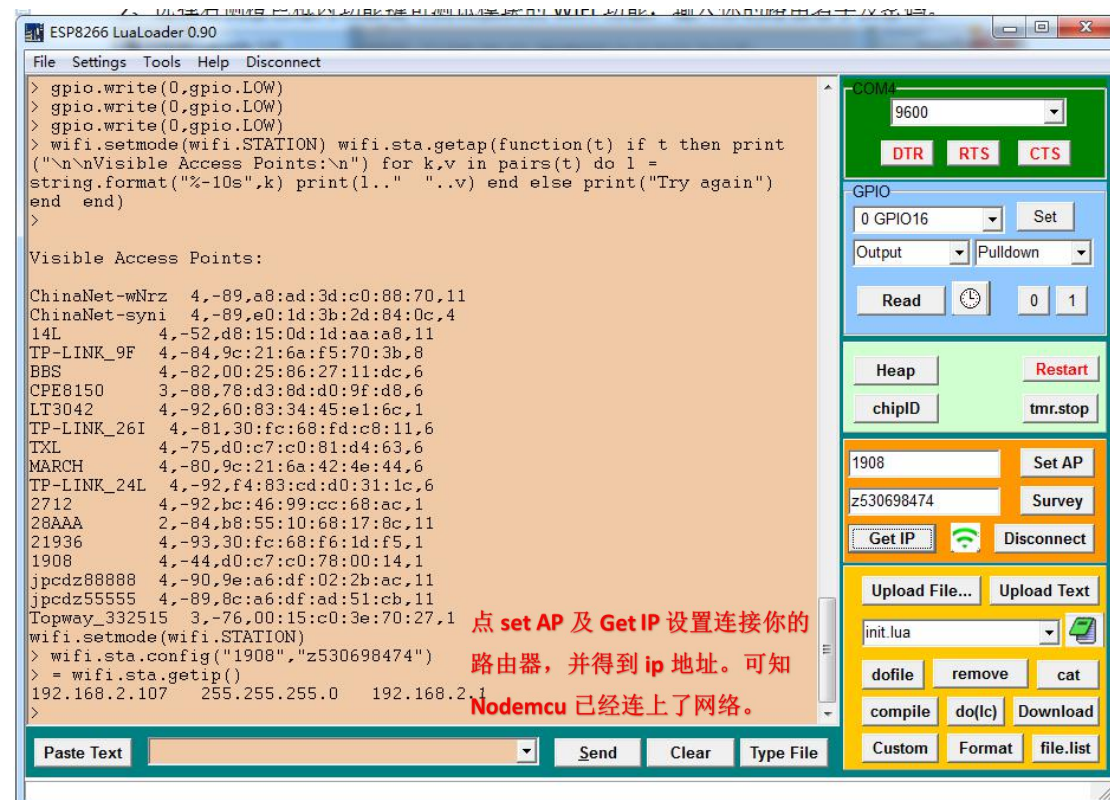 ESP8266 LuaLoader 0.90
File Settings Tools Help Disconnect
> gpio.write(0,gpio.LOW)
> gpio.write(0,gpio.LOW)
> gpio.write(0,gpio.LOW)
> wifi.setmode(wifi.STATION) wifi.sta.getap(function(t) if t then print
("\n\nVisible Access Points:\n") for k,v in pairs(t) do l =
string.format("%-10s",k) print(l.."  "..v) end else print("Try again")
end  end)
>
Visible Access Points:
ChinaNet-wNrz  4,-89,a8:ad:3d:c0:88:70,11
ChinaNet-syni  4,-89,e0:1d:3b:2d:84:0c,4
14L         4,-52,d8:15:0d:1d:aa:a8,11
TP-LINK_9F  4,-84,9c:21:6a:f5:70:3b,8
BBS         4,-82,00:25:86:27:11:dc,6
CPE8150     3,-88,78:d3:8d:d0:9f:d8,6
LT3042      4,-92,60:83:34:45:e1:6c,1
TP-LINK_26I  4,-81,30:fc:68:fd:c8:11,6
TXL         4,-75,d0:c7:c0:81:d4:63,6
MARCH       4,-80,9c:21:6a:42:4e:44,6
TP-LINK_24L  4,-92,f4:83:cd:d0:31:1c,6
2712        4,-92,bc:46:99:cc:68:ac,1
28AAA       2,-84,b8:55:10:68:17:8c,11
21936       4,-93,30:fc:68:f6:1d:f5,1
1908        4,-44,d0:c7:c0:78:00:14,1
jpcdz88888  4,-90,9e:a6:df:02:2b:ac,11
jpcdz55555  4,-89,8c:a6:df:ad:51:cb,11
Topway_332515  3,-76,00:15:c0:3e:70:27,1
wifi.setmode(wifi.STATION)
> wifi.sta.config("1908","z530698474")
> = wifi.sta.getip()
192.168.2.107   255.255.255.0   192.168.2.1
>
点 set AP 及 Get IP 设置连接你的
路由器，并得到 ip 地址。可知
Nodemcu 已经连上了网络。
Paste Text Send Clear Type File
COM4
9600
DTR RTS CTS
GPIO
0 GPIO16 Set
Output Pulldown
Read 0 1
Heap Restart
chipID tmr.stop
1908 Set AP
z530698474 Survey
Get IP Disconnect
Upload File... Upload Text
init.lua
dofile remove cat
compile do(lc) Download
Custom Format file.list